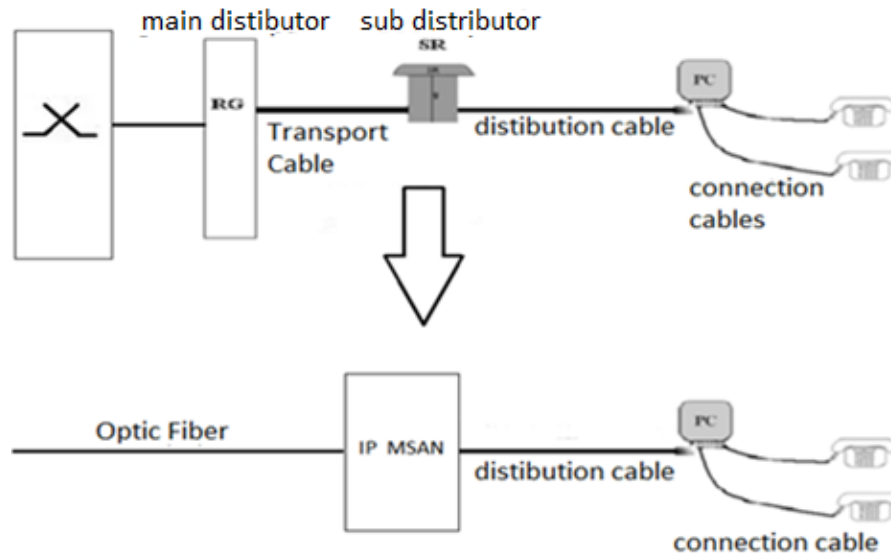 main distibutor
sub distributor
SR
RG
PC
Transport
Cable
distibution cable
connection
cables
Optic Fiber
IP MSAN
PC
distibution cable
connection cable